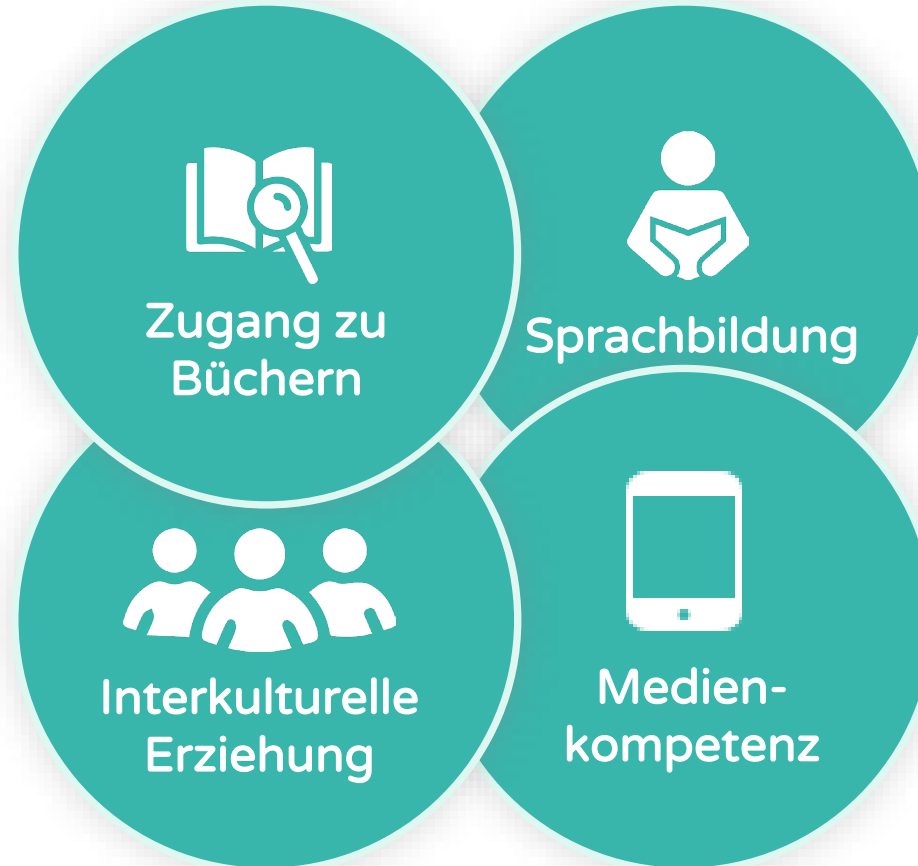 Zugang zu
Büchern
Sprachbildung
Interkulturelle
Erziehung
Medien-
kompetenz